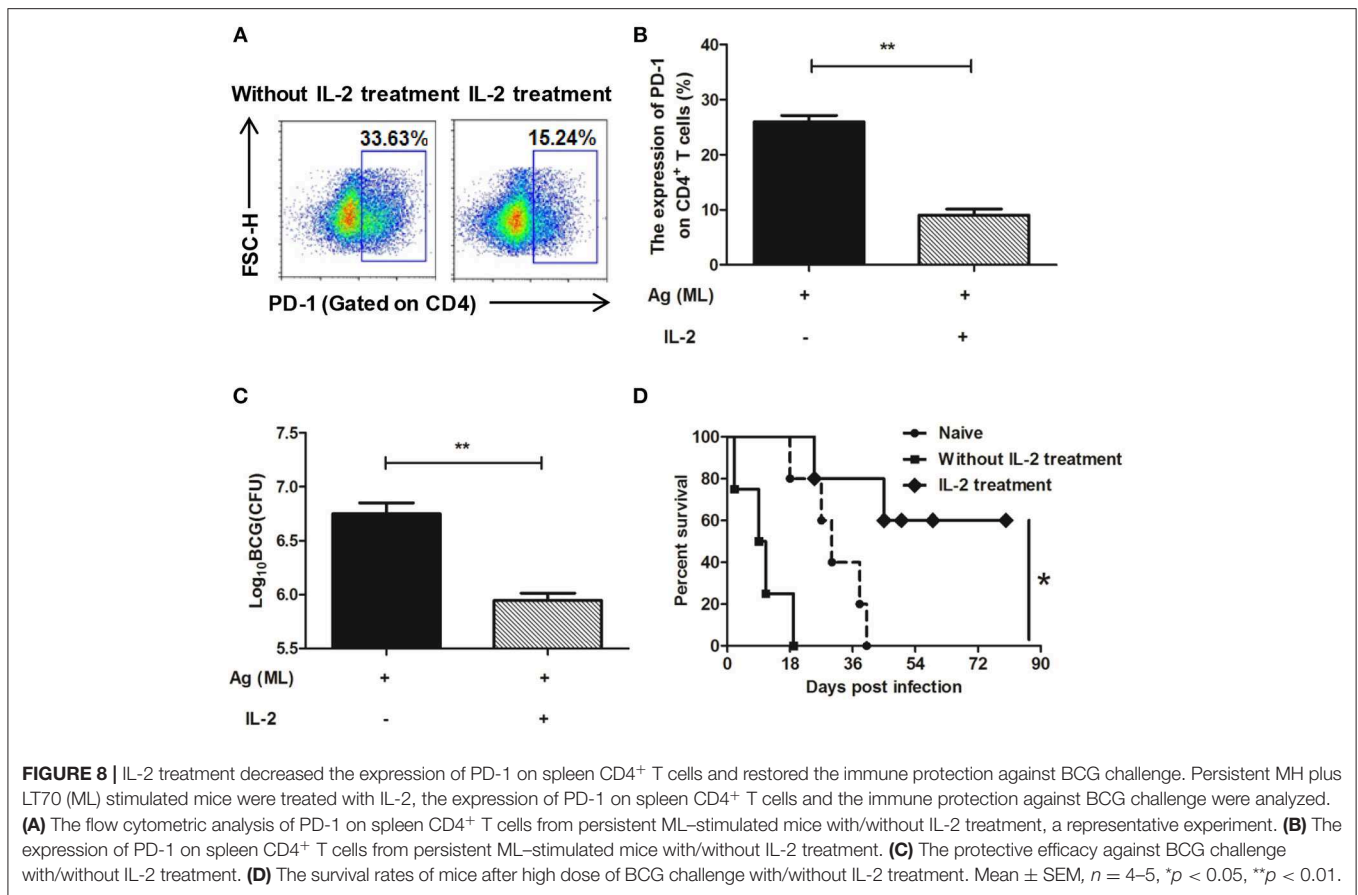 A
Without IL-2 treatment IL-2 treatment
33.63%
15.24%
FSC-H
PD-1 (Gated on CD4)
B
The expression of PD-1
on CD4+ T cells (%)
40
30
20
10
0
**
Ag (ML) + +
IL-2 - +
C
Log10BCG(CFU)
7.5
7.0
6.5
6.0
5.5
**
Ag (ML) + +
IL-2 - +
D
Percent survival
100
80
60
40
20
0
Naive
Without IL-2 treatment
IL-2 treatment
*
0 18 36 54 72 90
Days post infection
FIGURE 8 | IL-2 treatment decreased the expression of PD-1 on spleen CD4+ T cells and restored the immune protection against BCG challenge. Persistent MH plus
LT70 (ML) stimulated mice were treated with IL-2, the expression of PD-1 on spleen CD4+ T cells and the immune protection against BCG challenge were analyzed.
(A) The flow cytometric analysis of PD-1 on spleen CD4+ T cells from persistent ML–stimulated mice with/without IL-2 treatment, a representative experiment. (B) The
expression of PD-1 on spleen CD4+ T cells from persistent ML–stimulated mice with/without IL-2 treatment. (C) The protective efficacy against BCG challenge
with/without IL-2 treatment. (D) The survival rates of mice after high dose of BCG challenge with/without IL-2 treatment. Mean ± SEM, n = 4–5, *p < 0.05, **p < 0.01.